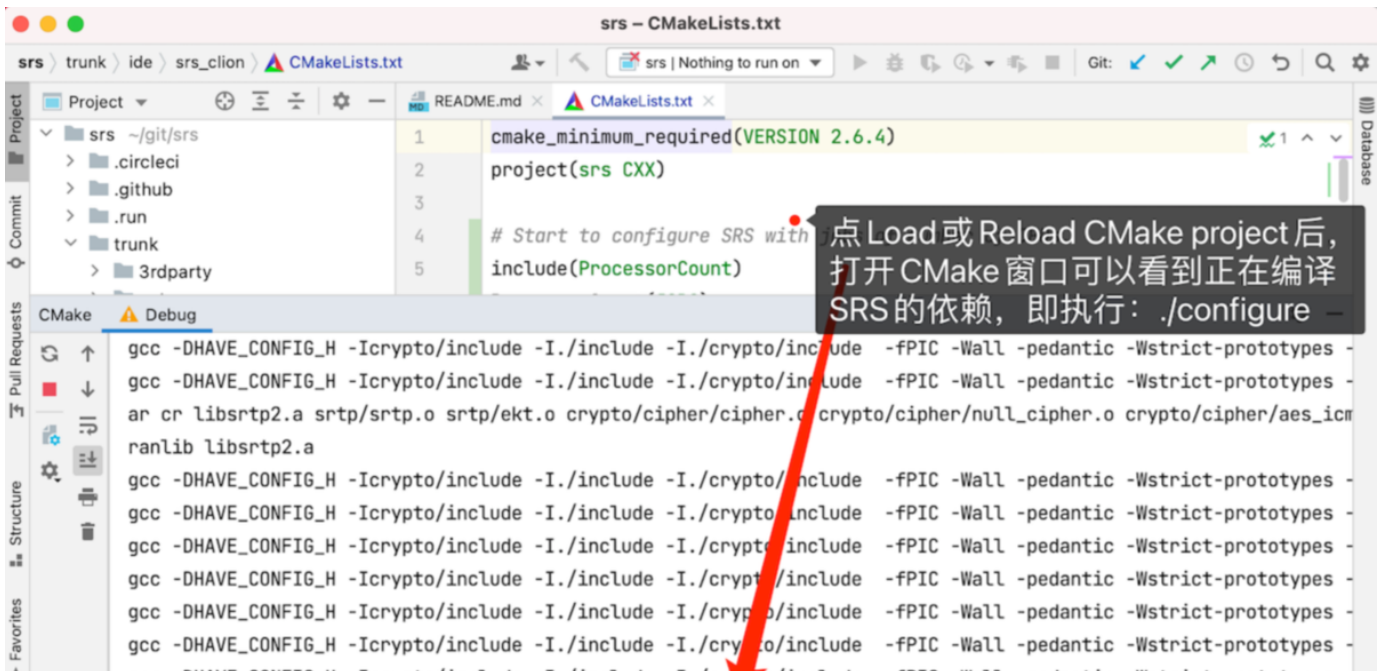 srs – CMakeLists.txt
srs trunk ide srs_clion CMakeLists.txt srs | Nothing to run on Git:
Project README.md CMakeLists.txt
Project
Commit
Pull Requests
Structure
Favorites
Database
srs ~/git/srs
.circleci
.github
.run
trunk
3rdparty
1 cmake_minimum_required(VERSION 2.6.4) 1
2 project(srs CXX)
3
4 # Start to configure SRS with
5 include(ProcessorCount)
点Load或Reload CMake project后,
打开CMake窗口可以看到正在编译
SRS的依赖，即执行：./configure
CMake Debug
gcc -DHAVE_CONFIG_H -Icrypto/include -I./include -I./crypto/include -fPIC -Wall -pedantic -Wstrict-prototypes -
gcc -DHAVE_CONFIG_H -Icrypto/include -I./include -I./crypto/include -fPIC -Wall -pedantic -Wstrict-prototypes -
ar cr libsrtp2.a srtp/srtp.o srtp/ekt.o crypto/cipher/cipher.o crypto/cipher/null_cipher.o crypto/cipher/aes_icm
ranlib libsrtp2.a
gcc -DHAVE_CONFIG_H -Icrypto/include -I./include -I./crypto/include -fPIC -Wall -pedantic -Wstrict-prototypes -
gcc -DHAVE_CONFIG_H -Icrypto/include -I./include -I./crypto/include -fPIC -Wall -pedantic -Wstrict-prototypes -
gcc -DHAVE_CONFIG_H -Icrypto/include -I./include -I./crypto/include -fPIC -Wall -pedantic -Wstrict-prototypes -
gcc -DHAVE_CONFIG_H -Icrypto/include -I./include -I./crypto/include -fPIC -Wall -pedantic -Wstrict-prototypes -
gcc -DHAVE_CONFIG_H -Icrypto/include -I./include -I./crypto/include -fPIC -Wall -pedantic -Wstrict-prototypes -
gcc -DHAVE_CONFIG_H -Icrypto/include -I./include -I./crypto/include -fPIC -Wall -pedantic -Wstrict-prototypes -